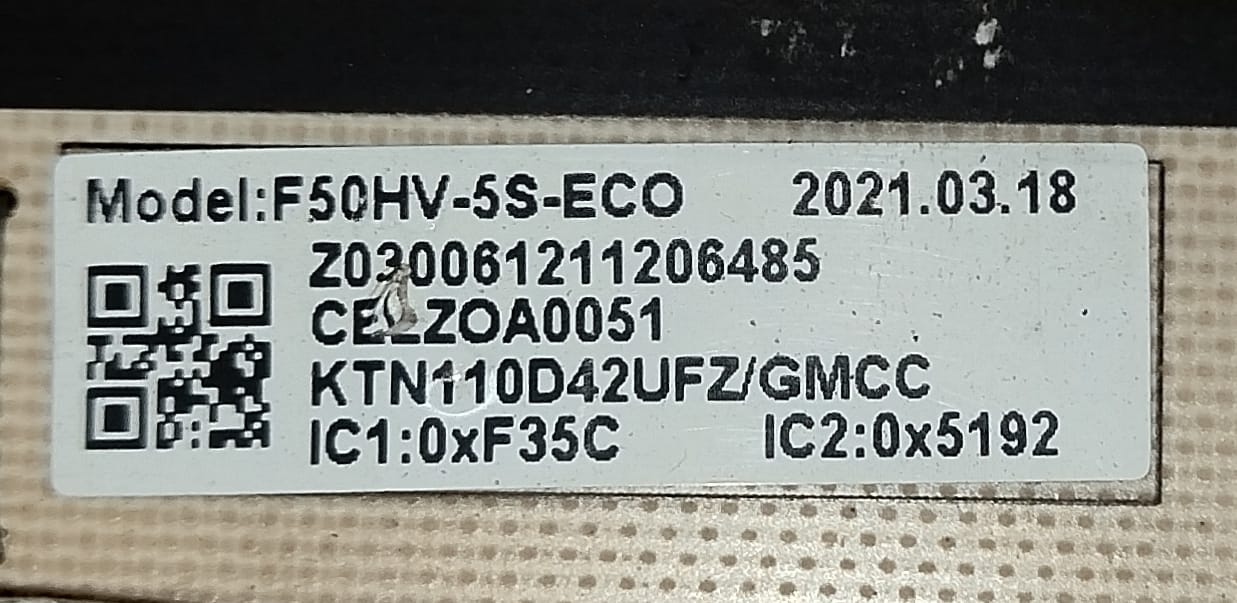 Model:F50HV-5S-ECO 2021.03.18
Z030061211206485
KTN110D42UFZ/GMCC
IC1:0xF35C IC2:0x5192